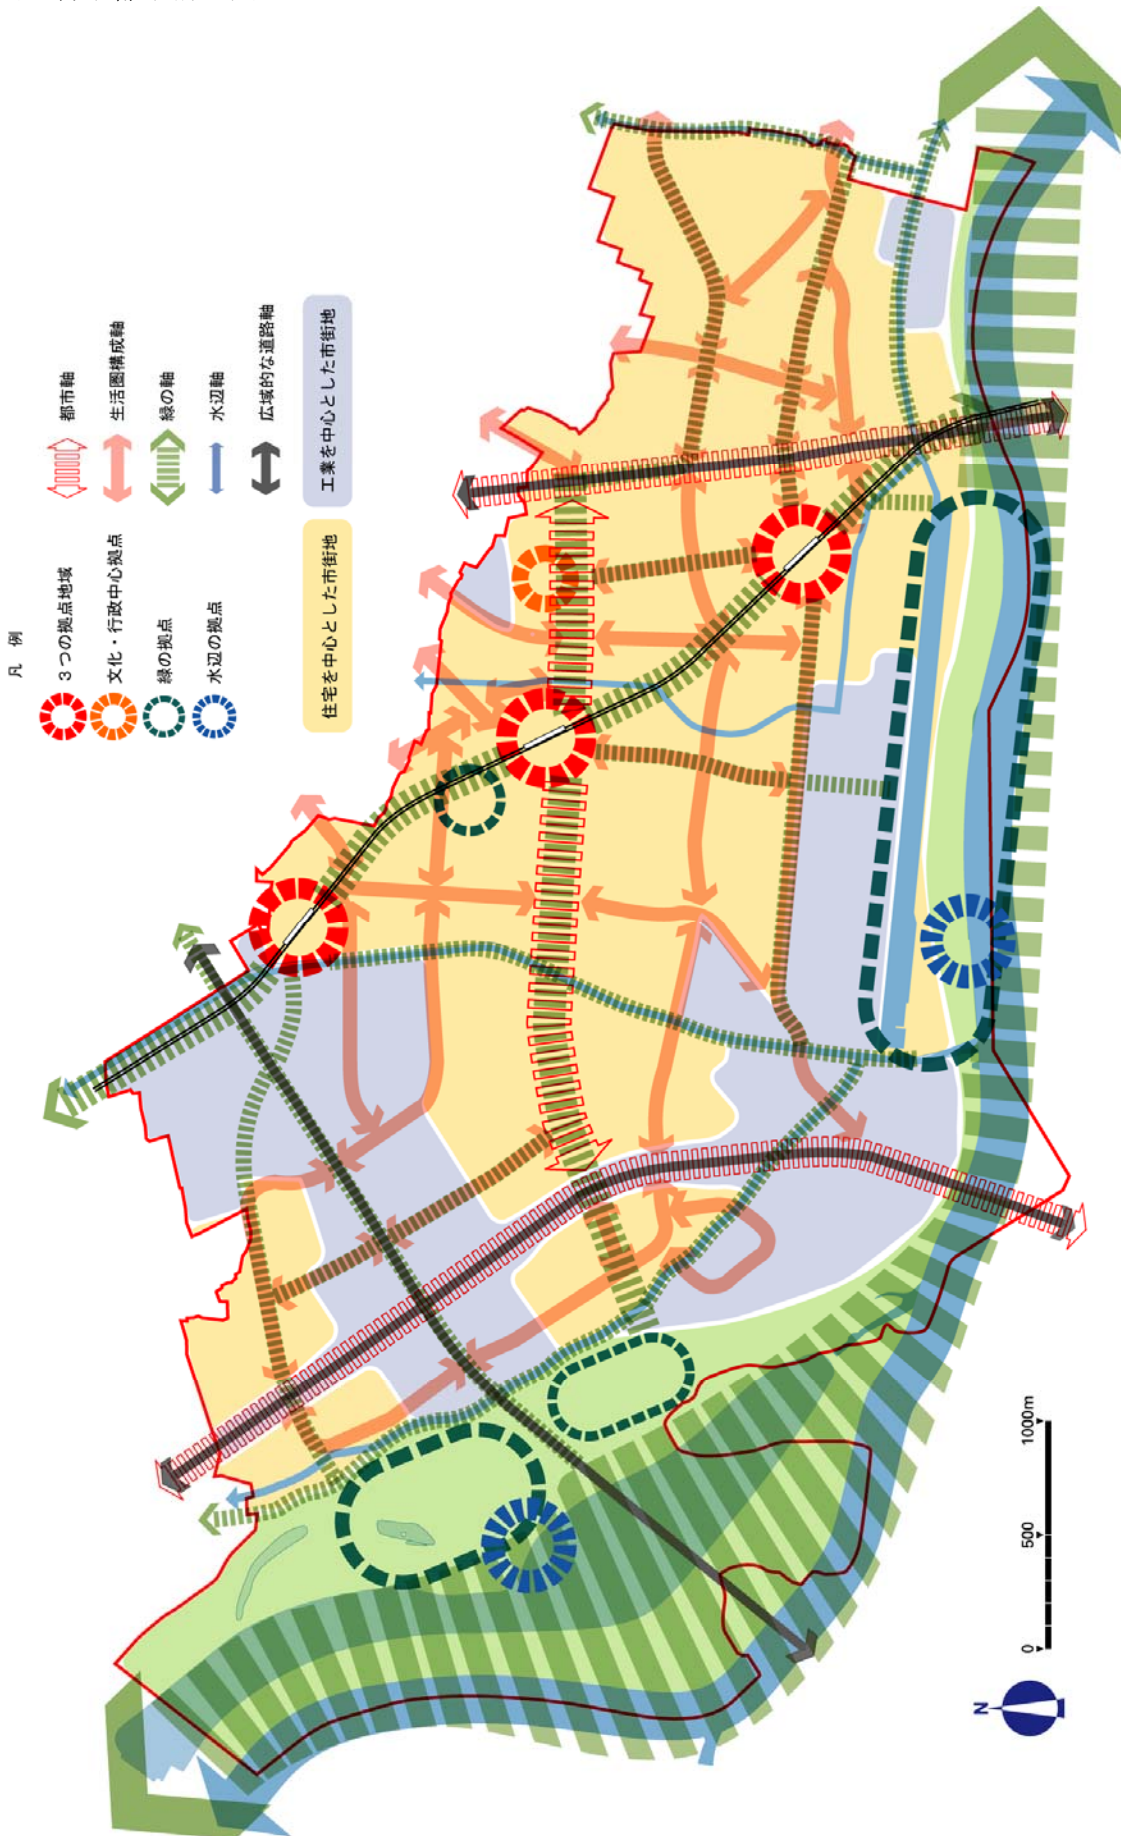 凡　例
３つの拠点地域
文化・行政中心拠点
緑の拠点
水辺の拠点
都市軸
生活圏構成軸
緑の軸
水辺軸
広域的な道路軸
住宅を中心とした市街地
工業を中心とした市街地
N
0　500　1000m